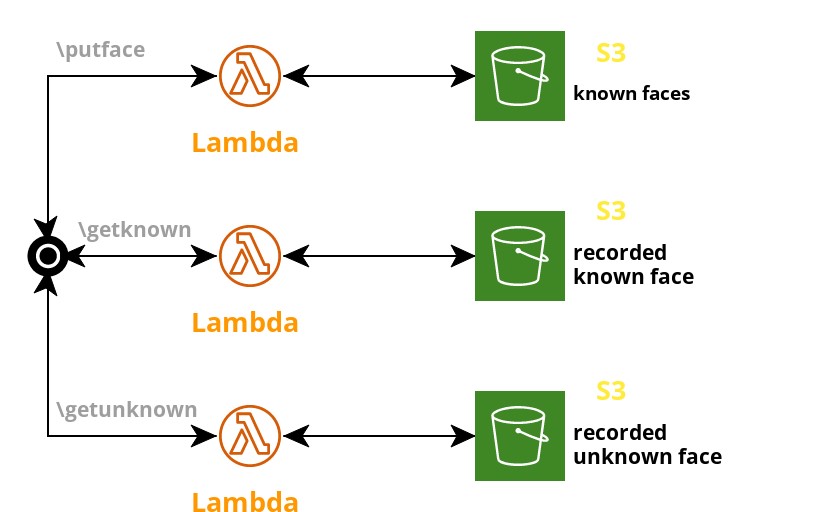 \putface
S3
known faces
Lambda
S3
\getknown
recorded
known face
Lambda
S3
\getunknown
recorded
unknown face
Lambda